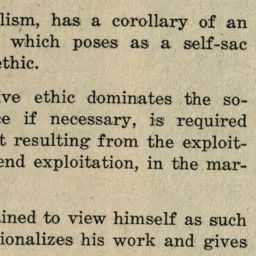 lism, has a corollary of an
which poses as a self-sac
ethic.
ve ethic dominates the so-
e if necessary, is required
t resulting from the exploit-
end exploitation, in the mar-
ined to view himself as such
ionalizes his work and gives